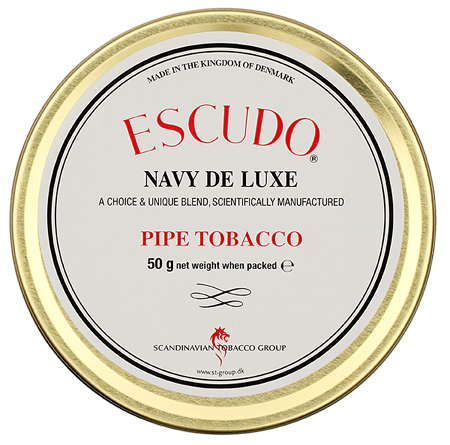 MADE IN THE KINGDOM OF DENMARK
ESCUDO®
NAVY DE LUXE
A CHOICE & UNIQUE BLEND, SCIENTIFICALLY MANUFACTURED
PIPE TOBACCO
50 g net weight when packed ℮
SCANDINAVIAN TOBACCO GROUP
www.st-group.dk